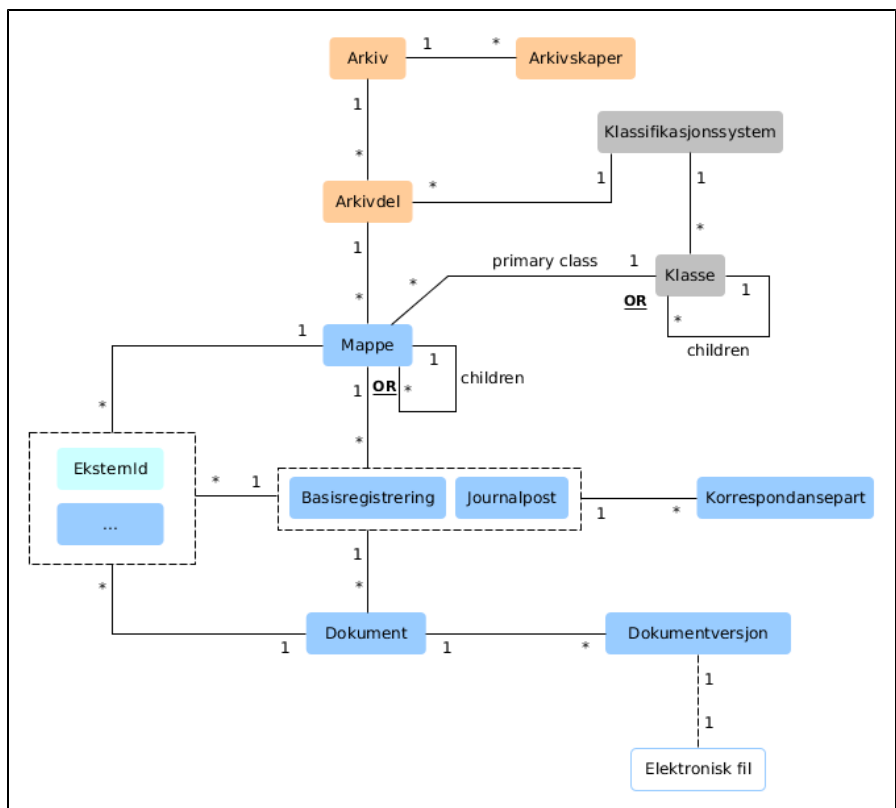 Arkiv
1
*
Arkivskaper
1
*
Klassifikasjonssystem
Arkivdel
*
1
1
*
1
*
primary class
*
1
Klasse
1
OR
*
children
1
Mappe
1
children
1
OR
*
*
*
EksternId
...
*
1
Basisregistrering
Journalpost
1
*
Korrespondansepart
1
*
*
1
Dokument
1
*
Dokumentversjon
1
1
Elektronisk fil